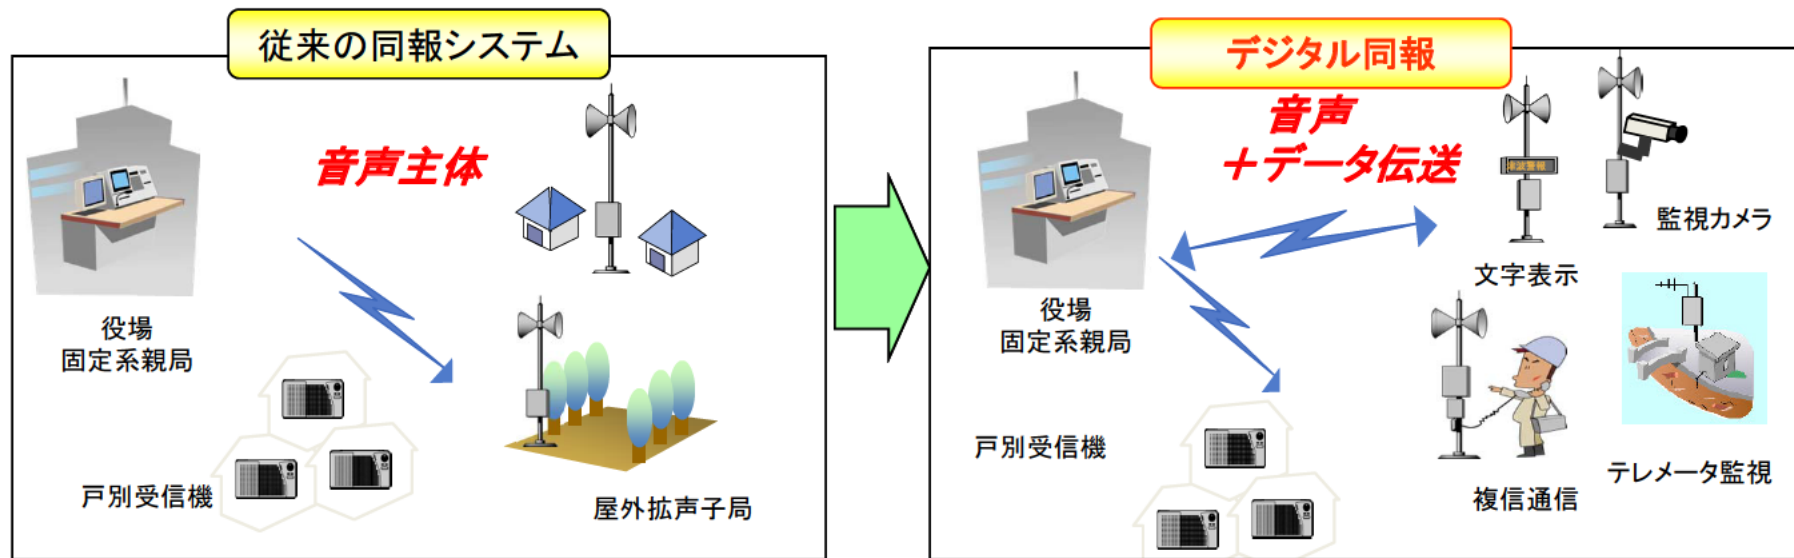 従来の同報システム
音声主体
役場
固定系親局
戸別受信機
屋外拡声子局
デジタル同報
音声
＋データ伝送
監視カメラ
文字表示
役場
固定系親局
戸別受信機
複信通信
テレメータ監視